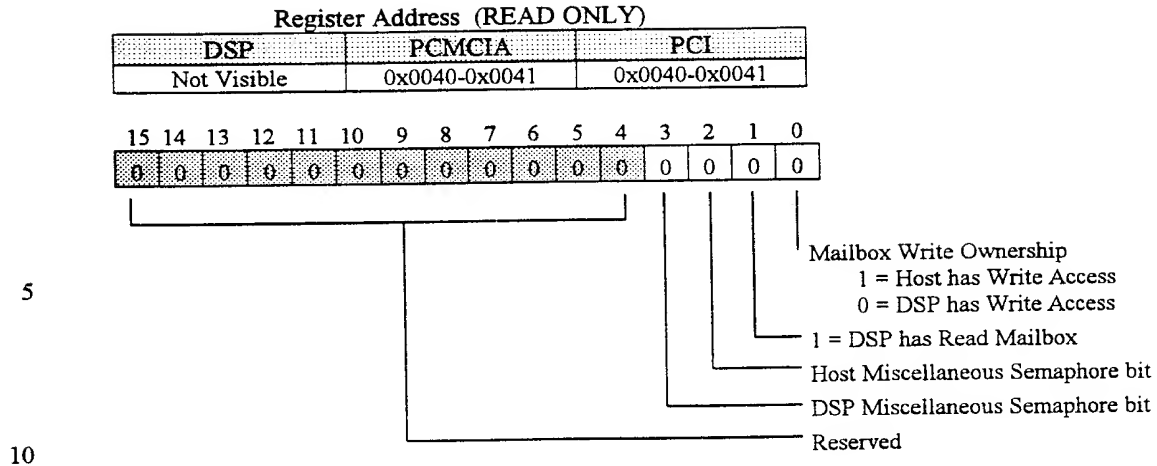 Register Address (READ ONLY)
DSP PCMCIA PCI
Not Visible 0x0040-0x0041 0x0040-0x0041
15 14 13 12 11 10 9 8 7 6 5 4 3 2 1 0
0 0 0 0 0 0 0 0 0 0 0 0 0 0 0 0
Mailbox Write Ownership
5 1 = Host has Write Access
0 = DSP has Write Access
1 = DSP has Read Mailbox
Host Miscellaneous Semaphore bit
DSP Miscellaneous Semaphore bit
10 Reserved